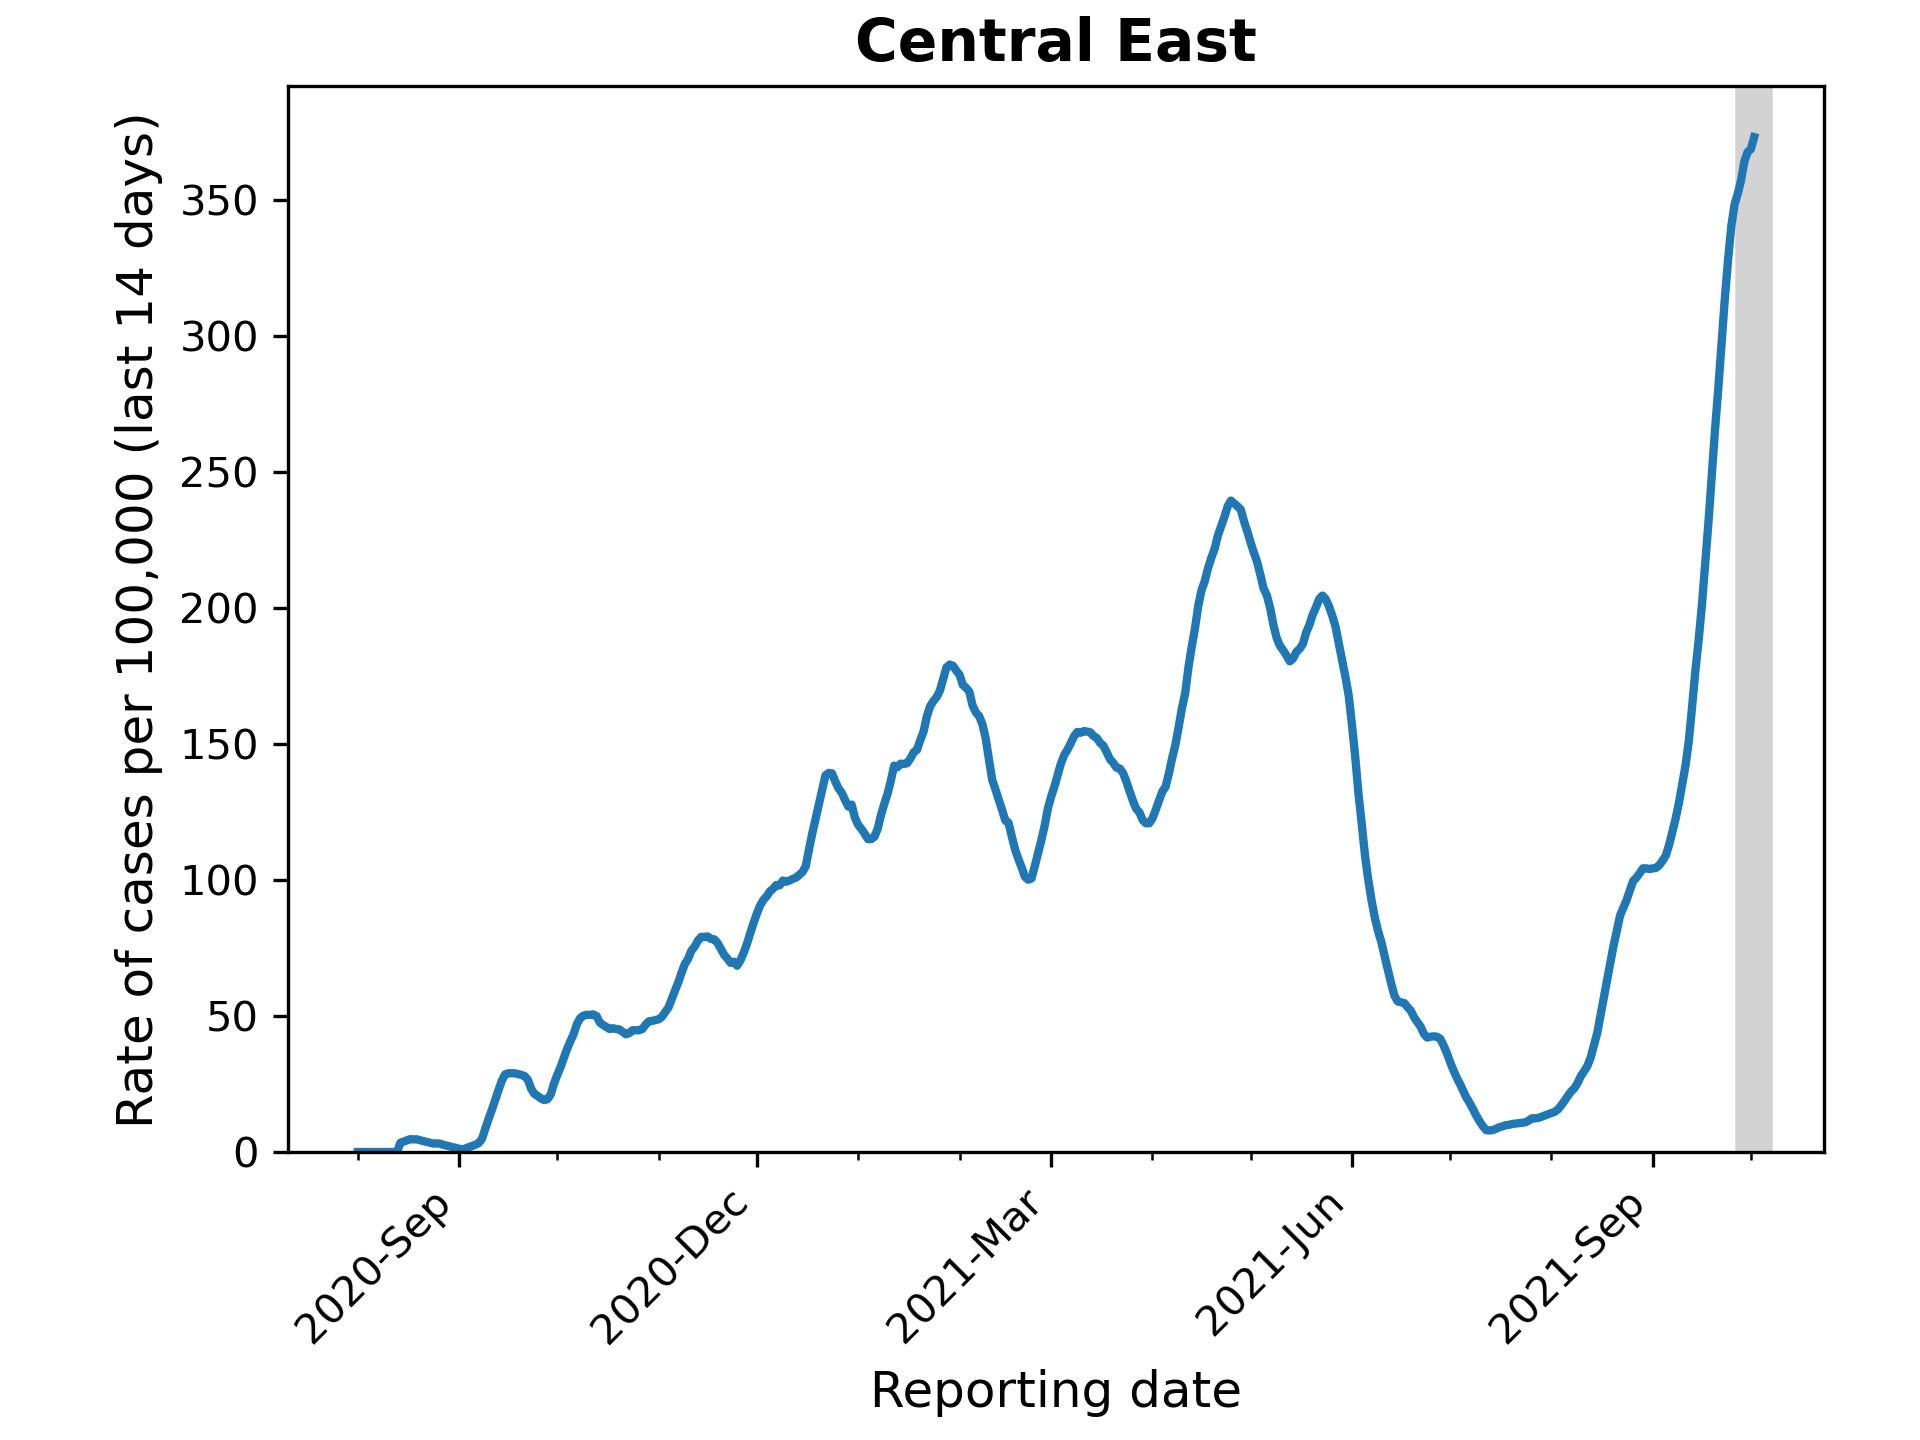 Central East
Rate of cases per 100,000 (last 14 days)
350
300
250
200
150
100
50
0
2020-Sep
2020-Dec
2021-Mar
2021-Jun
2021-Sep
Reporting date